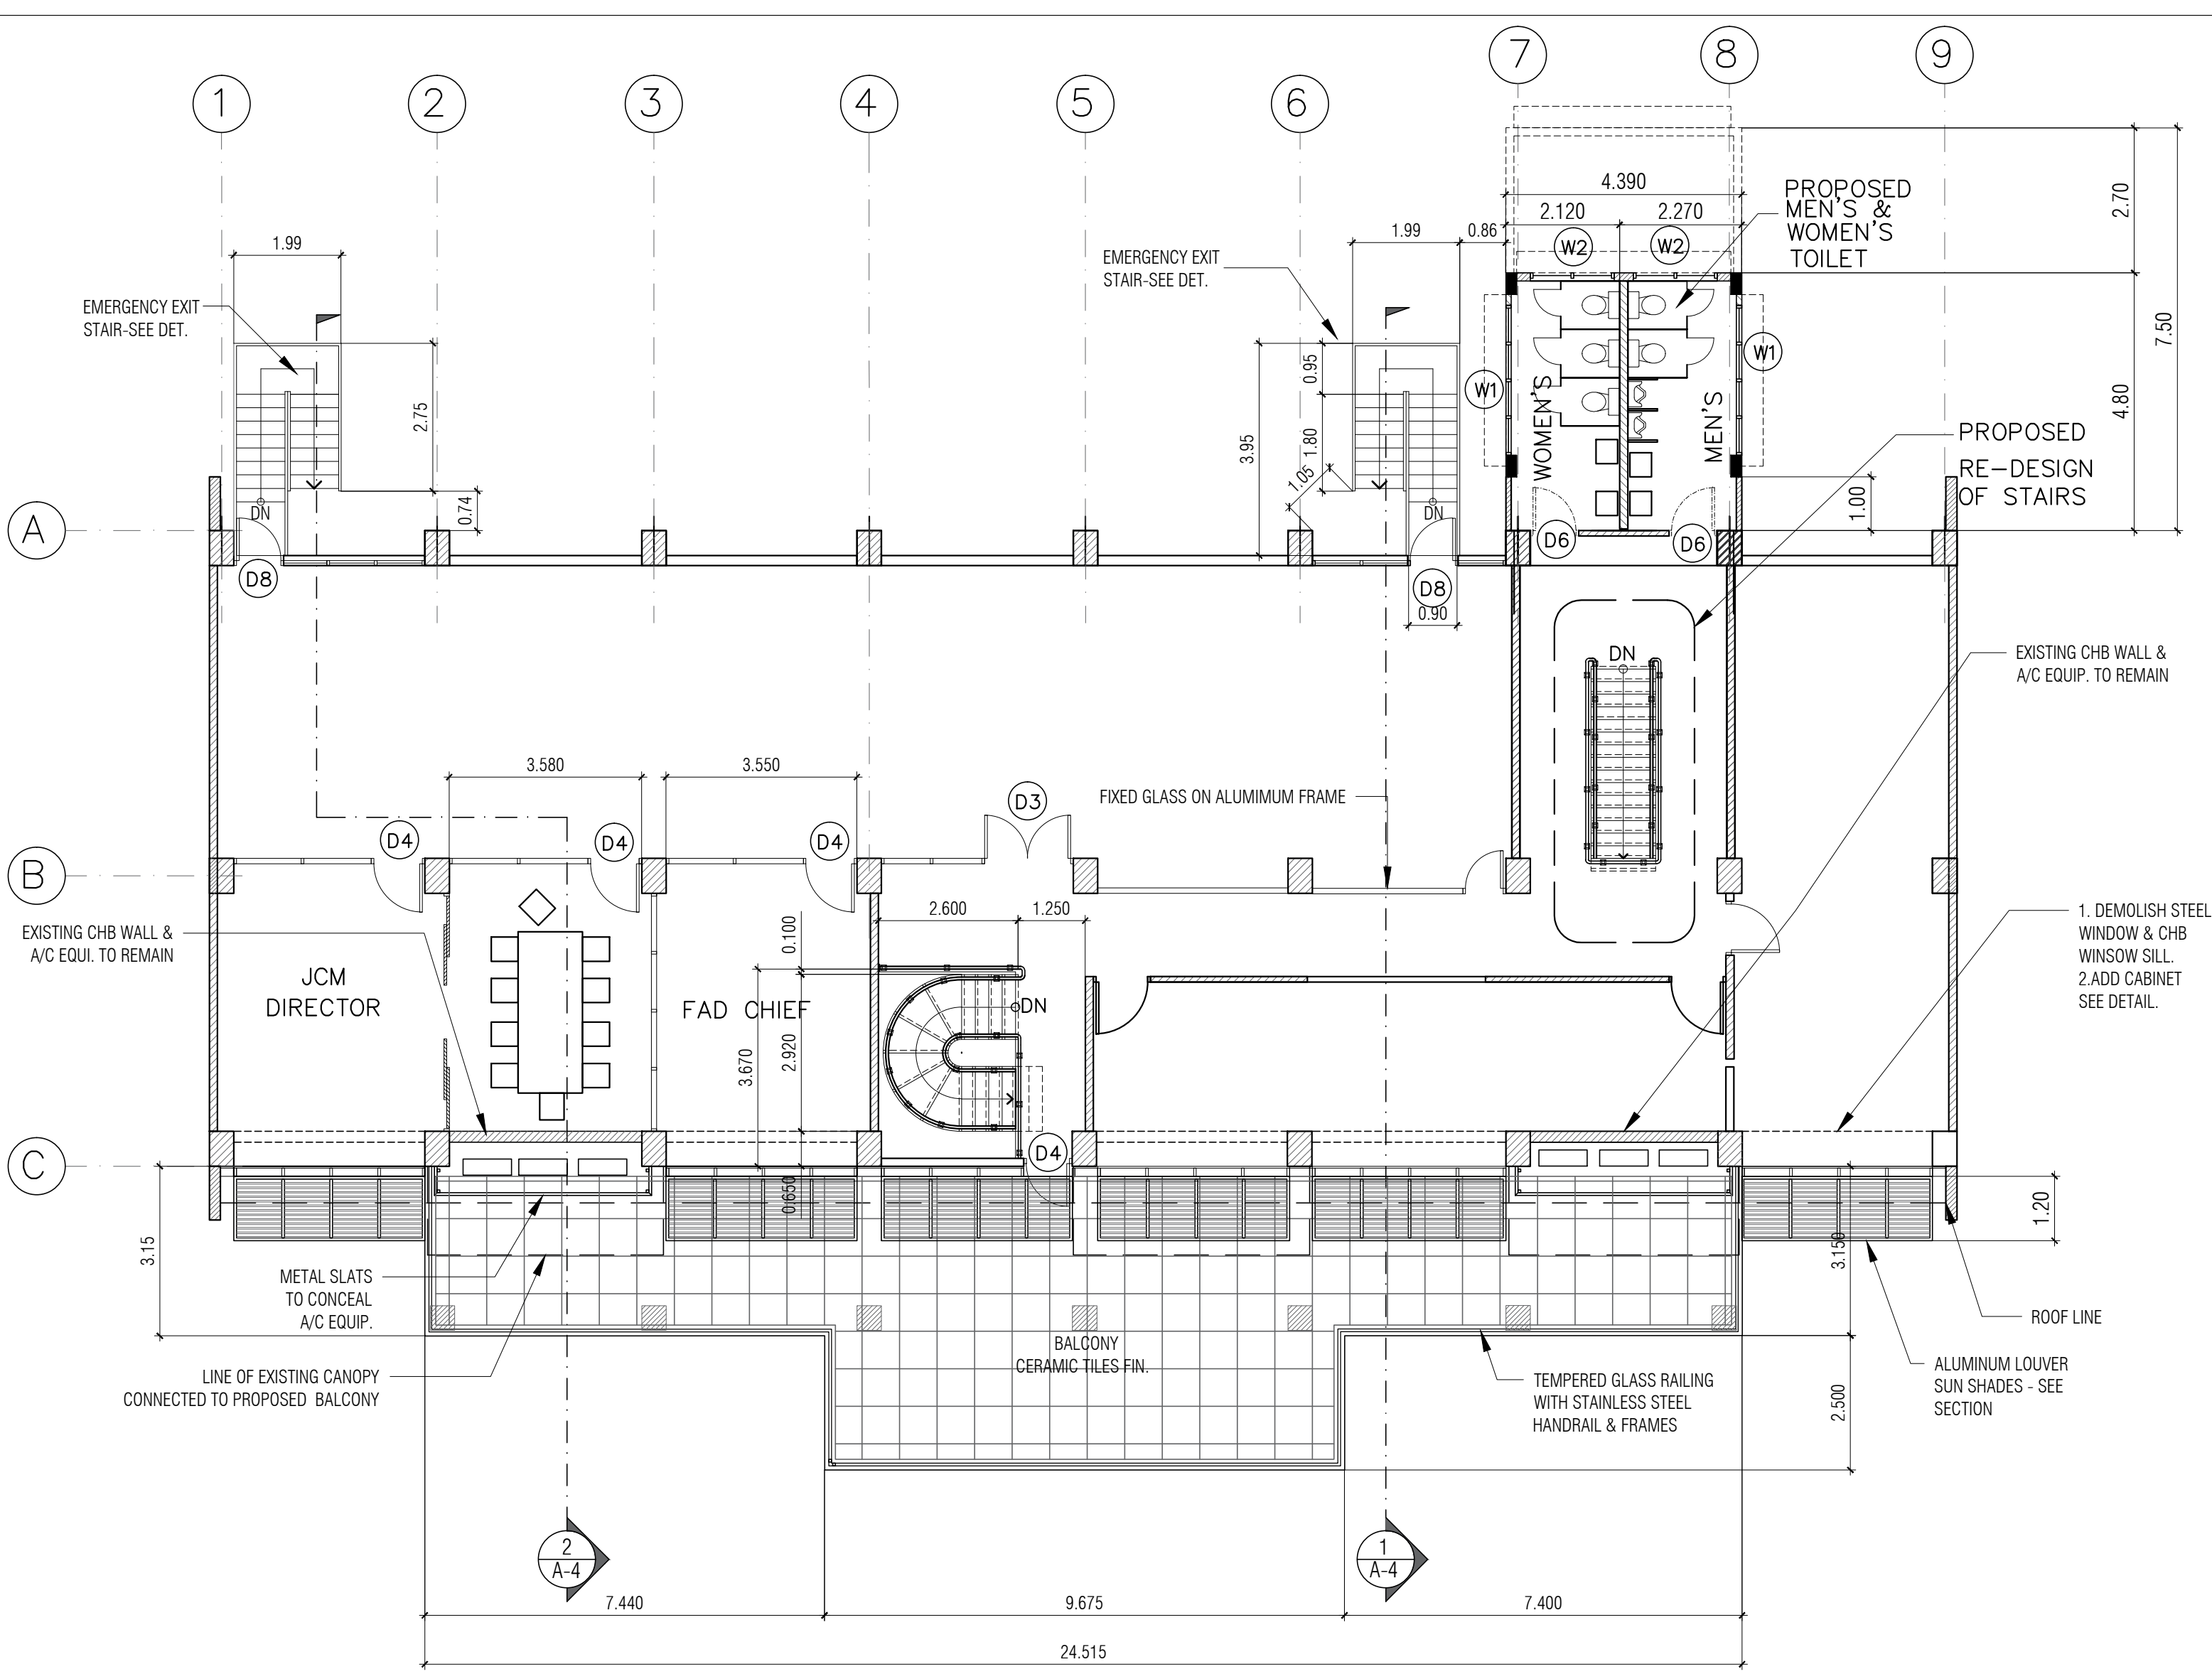 1
2
3
4
5
6
7
8
9
4.390
2.120
2.270
W2
W2
PROPOSED
MEN'S &
WOMEN'S
TOILET
2.70
7.50
4.80
1.99
EMERGENCY EXIT
STAIR-SEE DET.
2.75
0.74
DN
D8
EMERGENCY EXIT
STAIR-SEE DET.
1.99
0.86
0.95
3.95
1.80
1.05
DN
D8
0.90
W1
W1
WOMEN'S
MEN'S
D6
D6
1.00
PROPOSED
RE-DESIGN
OF STAIRS
A
B
C
DN
EXISTING CHB WALL &
A/C EQUIP. TO REMAIN
3.580
3.550
D4
D4
D4
D3
FIXED GLASS ON ALUMIMUM FRAME
EXISTING CHB WALL &
A/C EQUI. TO REMAIN
JCM
DIRECTOR
FAD CHIEF
0.100
2.920
3.670
0.650
2.600
1.250
DN
D4
1. DEMOLISH STEEL
WINDOW & CHB
WINSOW SILL.
2.ADD CABINET
SEE DETAIL.
3.15
METAL SLATS
TO CONCEAL
A/C EQUIP.
LINE OF EXISTING CANOPY
CONNECTED TO PROPOSED BALCONY
BALCONY
CERAMIC TILES FIN.
TEMPERED GLASS RAILING
WITH STAINLESS STEEL
HANDRAIL & FRAMES
3.150
2.500
1.20
ROOF LINE
ALUMINUM LOUVER
SUN SHADES - SEE
SECTION
2
A-4
1
A-4
7.440
9.675
7.400
24.515